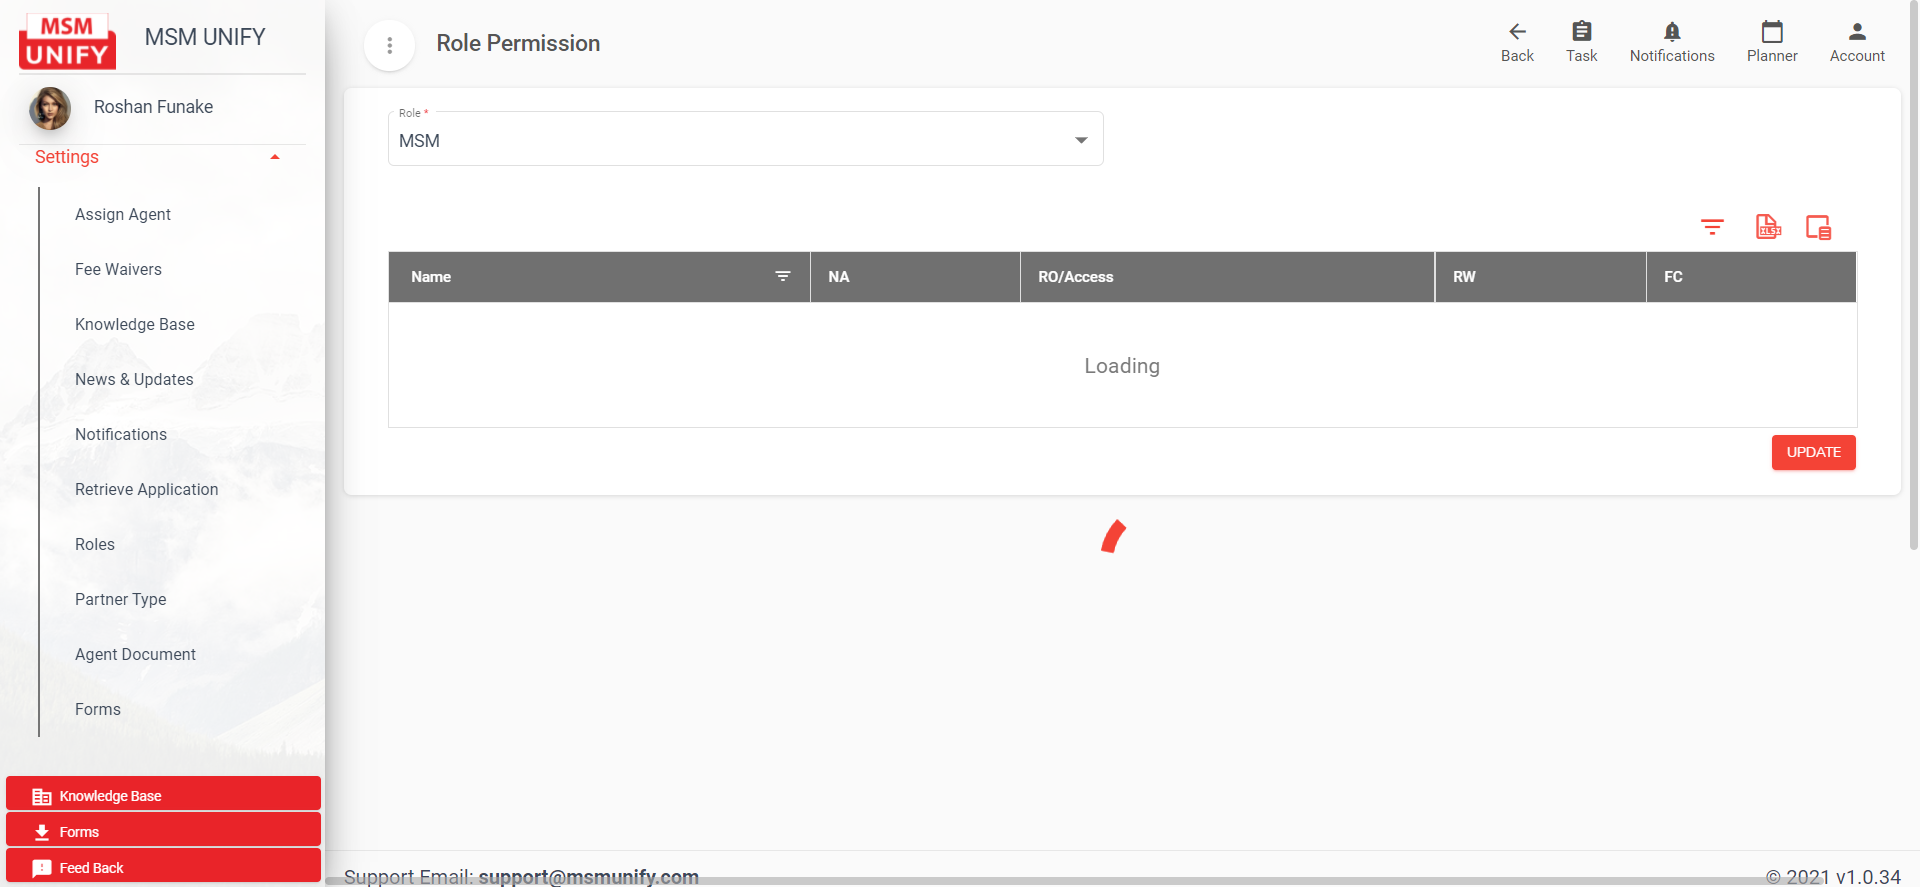 MSM
UNIFY
MSM UNIFY
Roshan Funake
Settings
Assign Agent
Fee Waivers
Knowledge Base
News & Updates
Notifications
Retrieve Application
Roles
Partner Type
Agent Document
Forms
Knowledge Base
Forms
Feed Back
Role Permission
Back
Task
Notifications
Planner
Account
Role *
MSM
XLSX
Name
NA
RO/Access
RW
FC
Loading
UPDATE
Support Email: support@msmunify.com
© 2021 v1.0.34